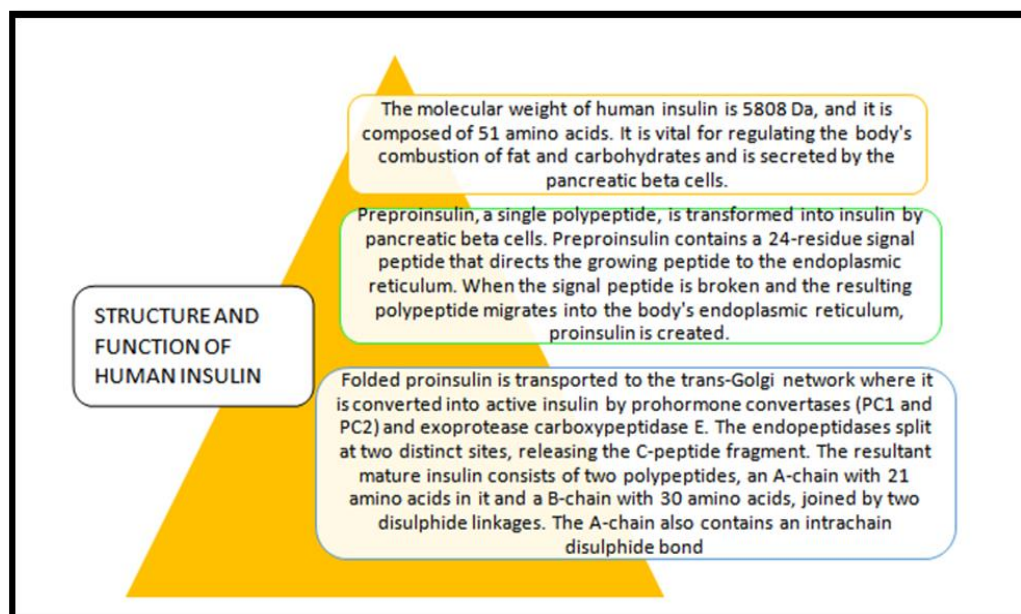 The molecular weight of human insulin is 5808 Da, and it is
composed of 51 amino acids. It is vital for regulating the body's
combustion of fat and carbohydrates and is secreted by the
pancreatic beta cells.
Preproinsulin, a single polypeptide, is transformed into insulin by
pancreatic beta cells. Preproinsulin contains a 24-residue signal
peptide that directs the growing peptide to the endoplasmic
reticulum. When the signal peptide is broken and the resulting
polypeptide migrates into the body's endoplasmic reticulum,
proinsulin is created.
STRUCTURE AND
FUNCTION OF
HUMAN INSULIN
Folded proinsulin is transported to the trans-Golgi network where it
is converted into active insulin by prohormone convertases (PC1 and
PC2) and exoprotease carboxypeptidase E. The endopeptidases split
at two distinct sites, releasing the C-peptide fragment. The resultant
mature insulin consists of two polypeptides, an A-chain with 21
amino acids in it and a B-chain with 30 amino acids, joined by two
disulphide linkages. The A-chain also contains an intrachain
disulphide bond